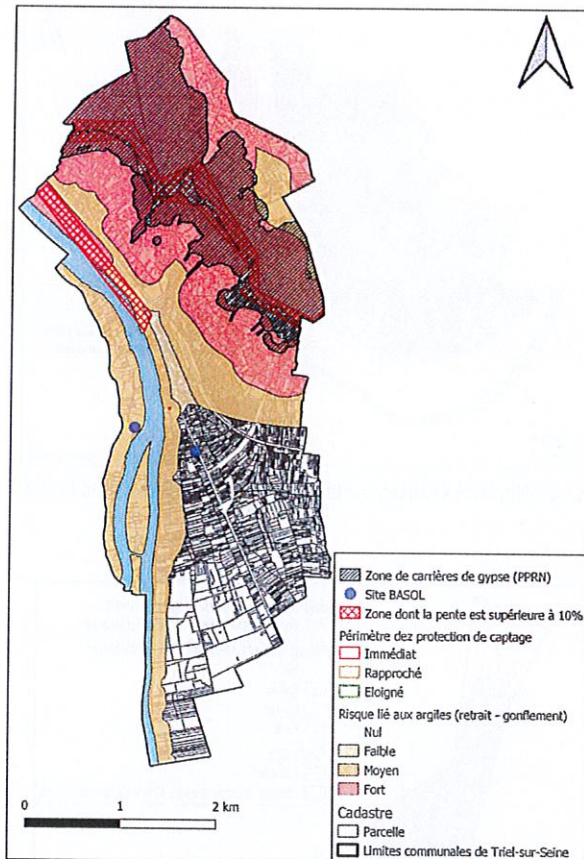 Zone de carrières de gypse (PPRN)
Site BASOL
Zone dont la pente est supérieure à 10%
Périmètre dez protection de captage
Immédiat
Rapproché
Eloigné
Risque lié aux argiles (retrait - gonflement)
Nul
Faible
Moyen
Fort
Cadastre
Parcelle
Limites communales de Triel-sur-Seine
0 1 2 km